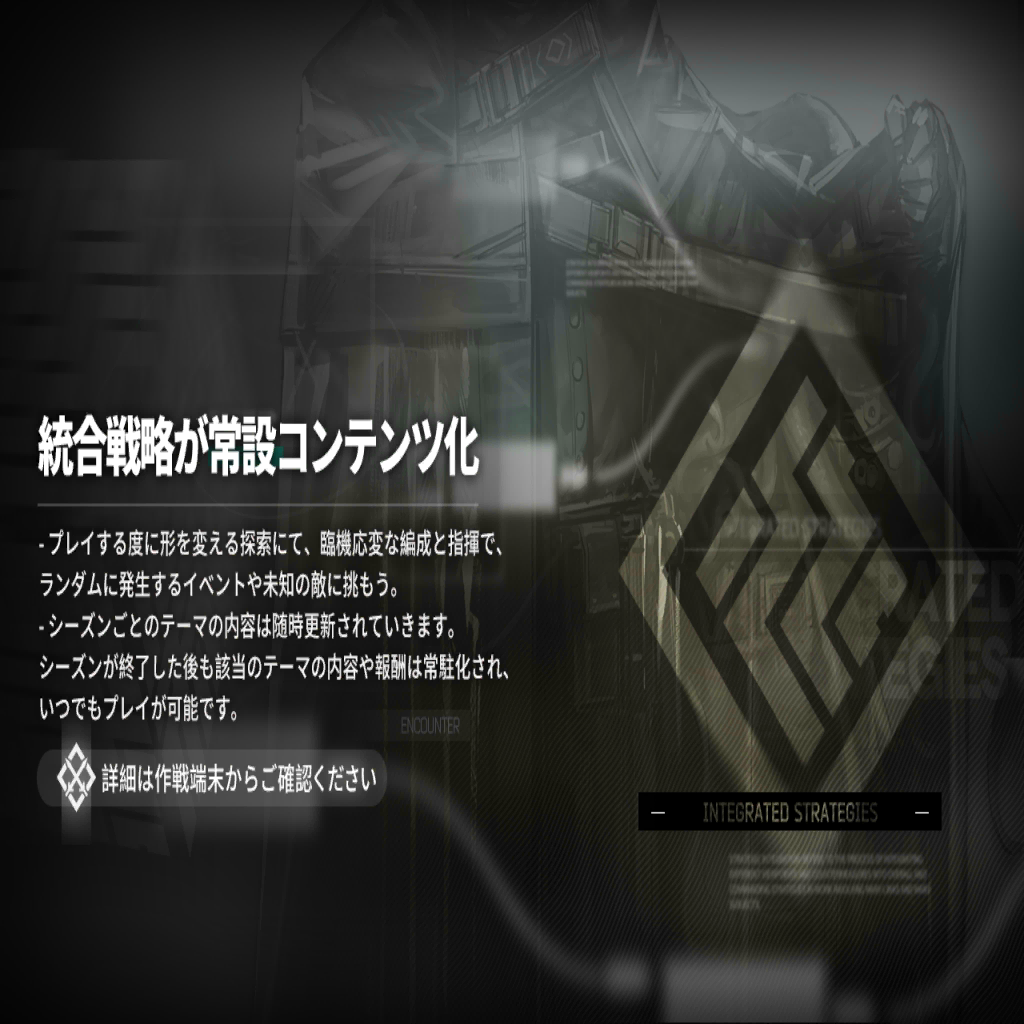 統合戦略が常設コンテンツ化
- プレイする度に形を変える探索にて、臨機応変な編成と指揮で、
ランダムに発生するイベントや未知の敵に挑もう。
- シーズンごとのテーマの内容は随時更新されていきます。
シーズンが終了した後も該当のテーマの内容や報酬は常駐化され、
いつでもプレイが可能です。
ENCOUNTER
詳細は作戦端末からご確認ください
INTEGRATED STRATEGIES